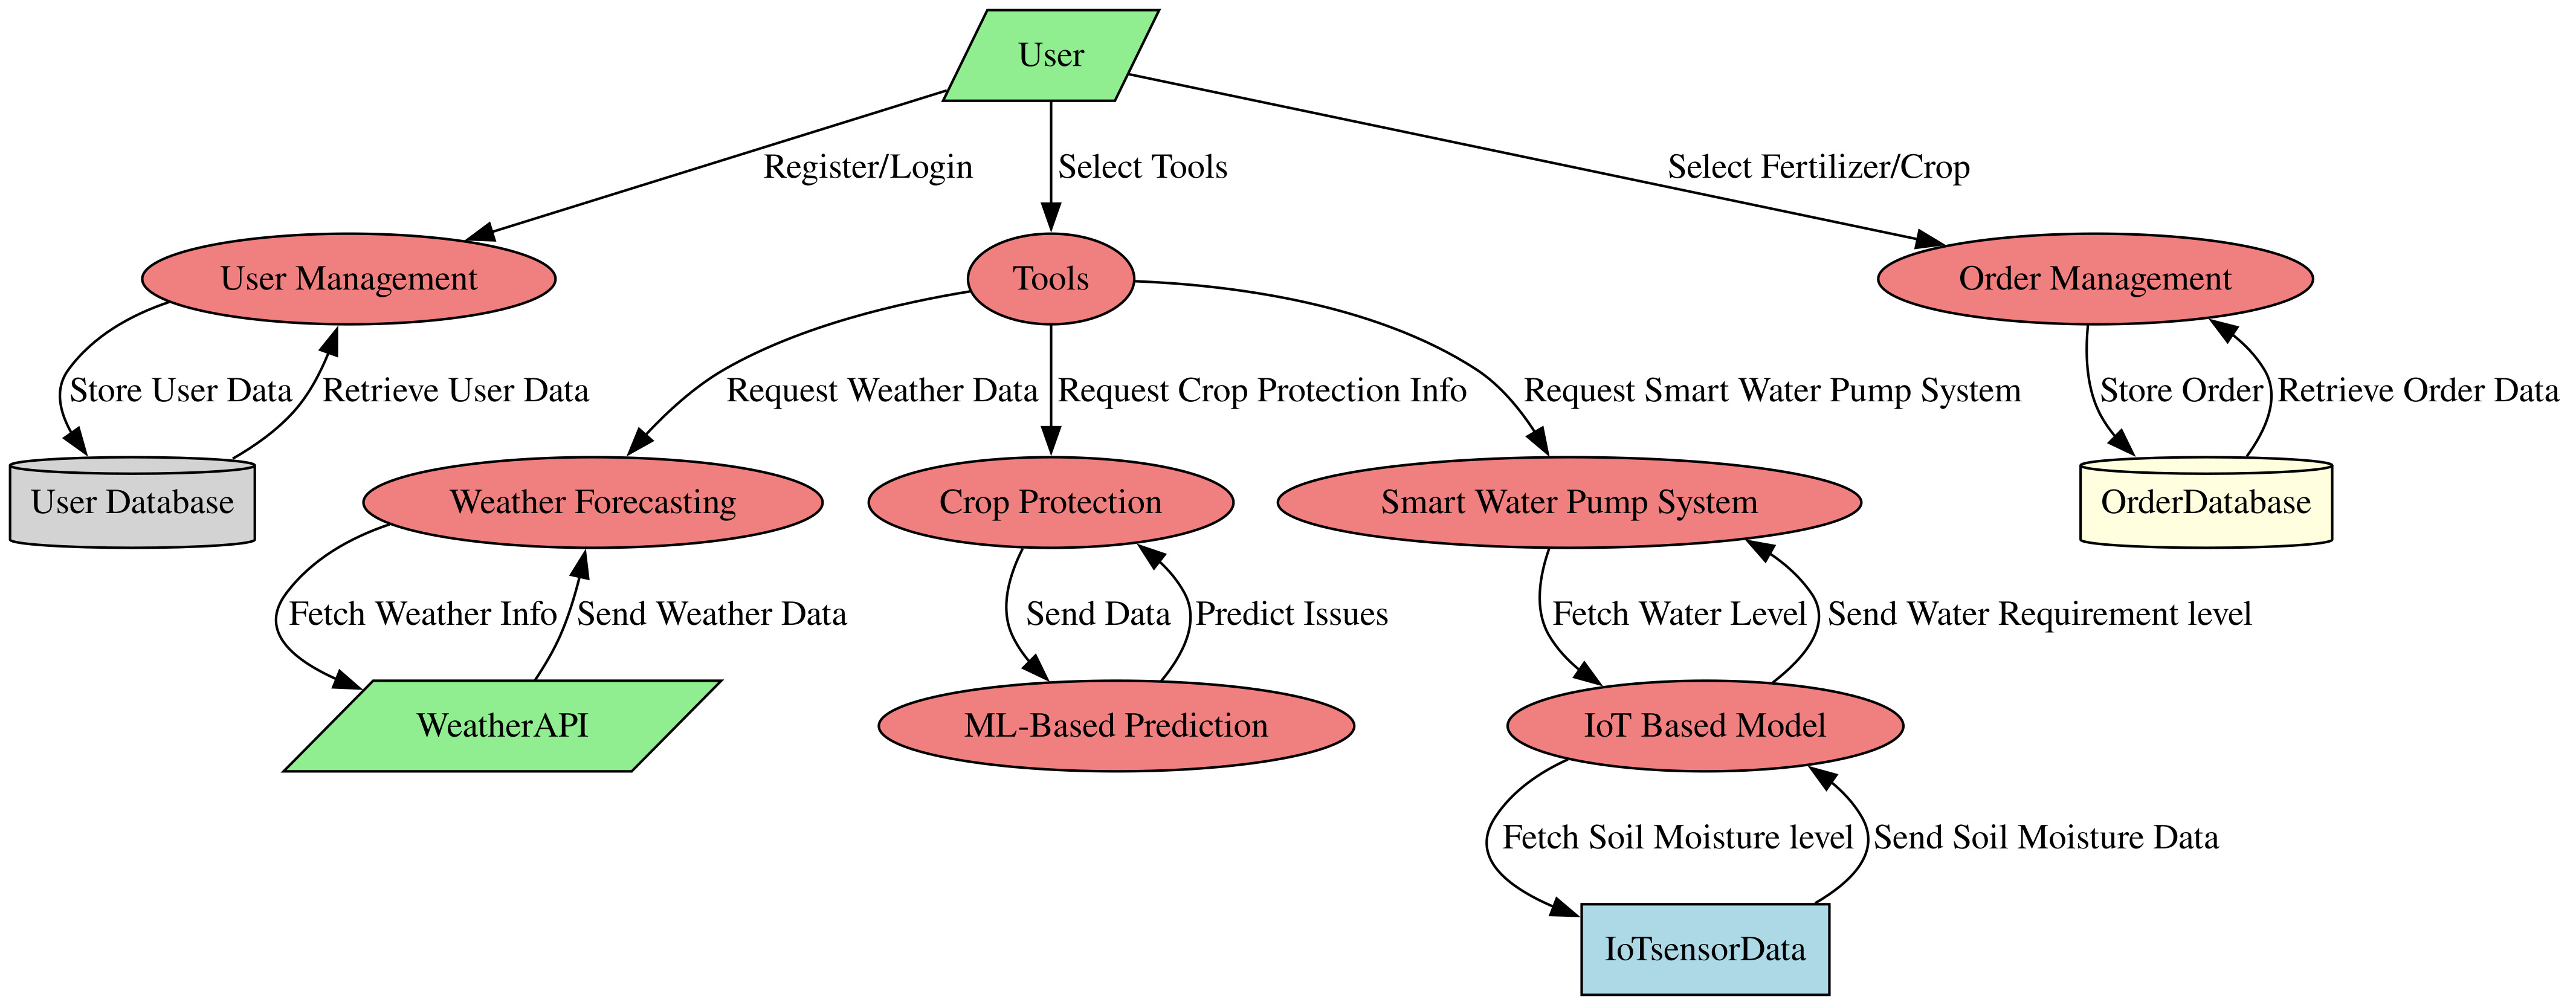 User
Register/Login
Select Tools
Select Fertilizer/Crop
User Management
Tools
Order Management
Store User Data
Retrieve User Data
Request Weather Data
Request Crop Protection Info
Request Smart Water Pump System
Store Order
Retrieve Order Data
User Database
Weather Forecasting
Crop Protection
Smart Water Pump System
OrderDatabase
Fetch Weather Info
Send Weather Data
Send Data
Predict Issues
Fetch Water Level
Send Water Requirement level
WeatherAPI
ML-Based Prediction
IoT Based Model
Fetch Soil Moisture level
Send Soil Moisture Data
IoTsensorData